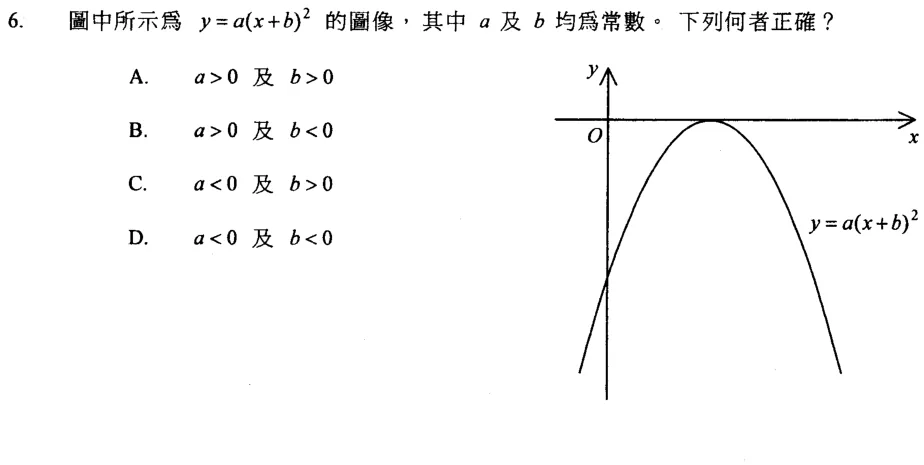 6. 圖中所示爲 y = a(x+b)² 的圖像，其中 a 及 b 均爲常數。下列何者正確？
A. a > 0 及 b > 0
B. a > 0 及 b < 0
C. a < 0 及 b > 0
D. a < 0 及 b < 0
y
O
x
y = a(x+b)²